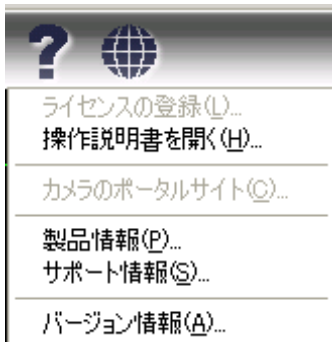 ライセンスの登録(L)...
操作説明書を開く(H)...
カメラのポータルサイト(C)...
製品情報(P)...
サポート情報(S)...
バージョン情報(A)...